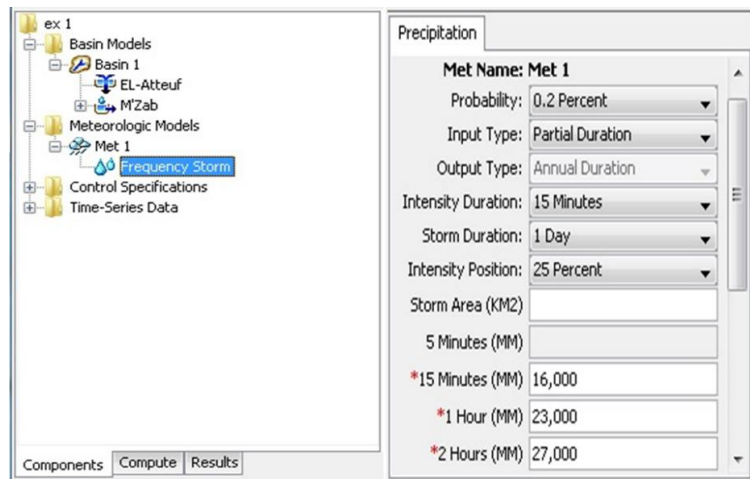 ex 1
Basin Models
Basin 1
EL-Atteuf
M'Zab
Meteorologic Models
Met 1
Frequency Storm
Control Specifications
Time-Series Data
Components Compute Results
Precipitation
Met Name: Met 1
Probability: 0.2 Percent
Input Type: Partial Duration
Output Type: Annual Duration
Intensity Duration: 15 Minutes
Storm Duration: 1 Day
Intensity Position: 25 Percent
Storm Area (KM2)
5 Minutes (MM)
*15 Minutes (MM) 16,000
*1 Hour (MM) 23,000
*2 Hours (MM) 27,000